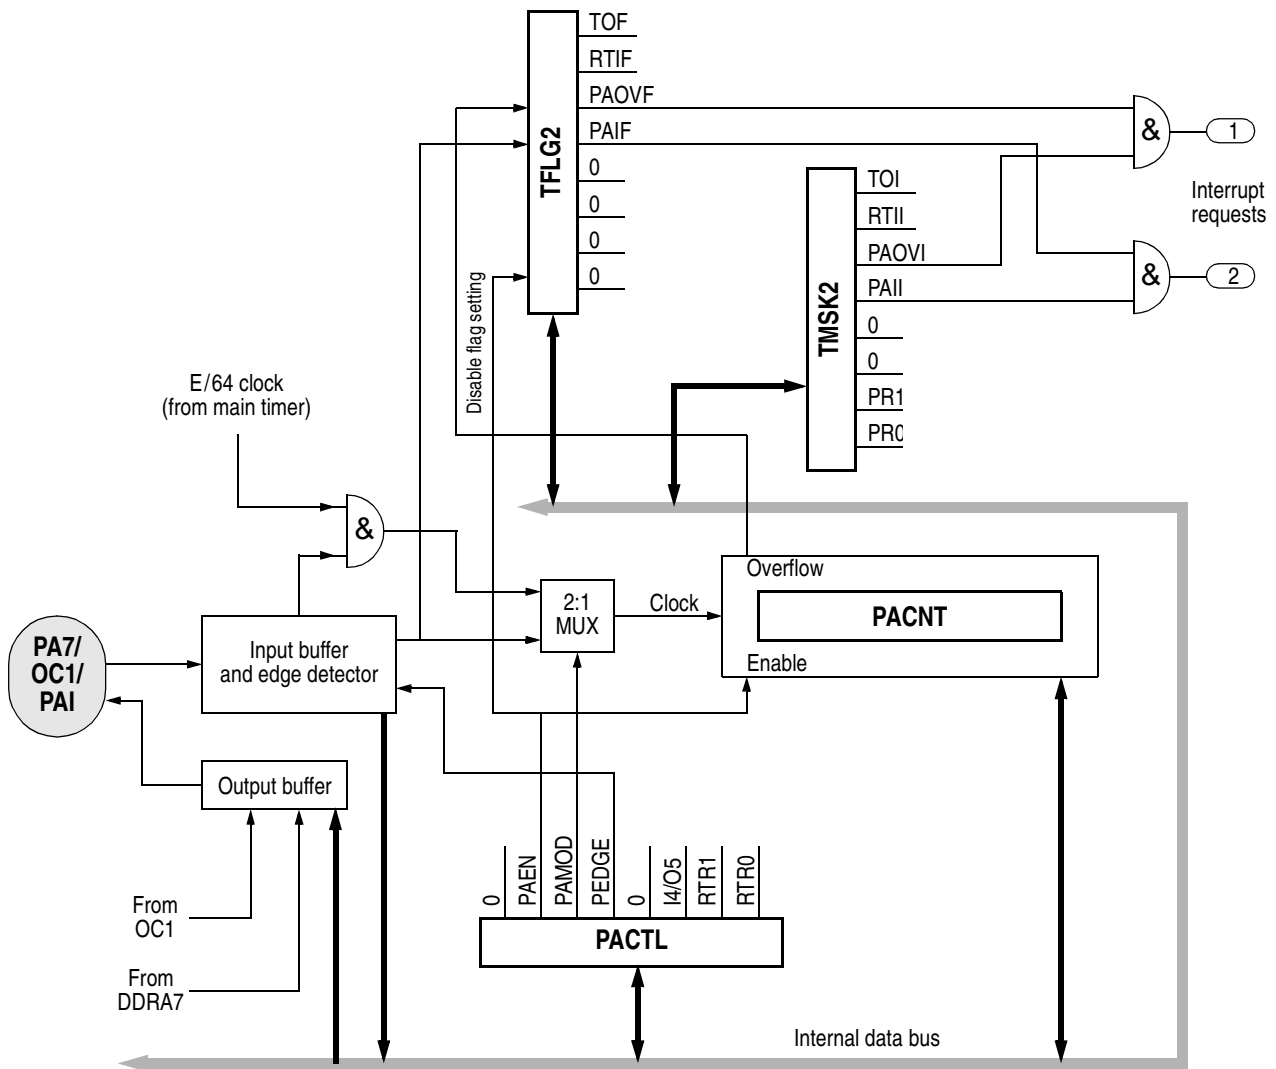 TOF
RTIF
PAOVF
PAIF
0
0
0
0
TFLG2
&
1
Interrupt
requests
&
2
TOI
RTII
PAOVI
PAII
0
0
PR1
PR0
TMSK2
Disable flag setting
E/64 clock
(from main timer)
&
2:1
MUX
Clock
Overflow
PACNT
Enable
PA7/
OC1/
PAI
Input buffer
and edge detector
Output buffer
From
OC1
From
DDRA7
0
PAEN
PAMOD
PEDGE
0
I4/O5
RTR1
RTR0
PACTL
Internal data bus